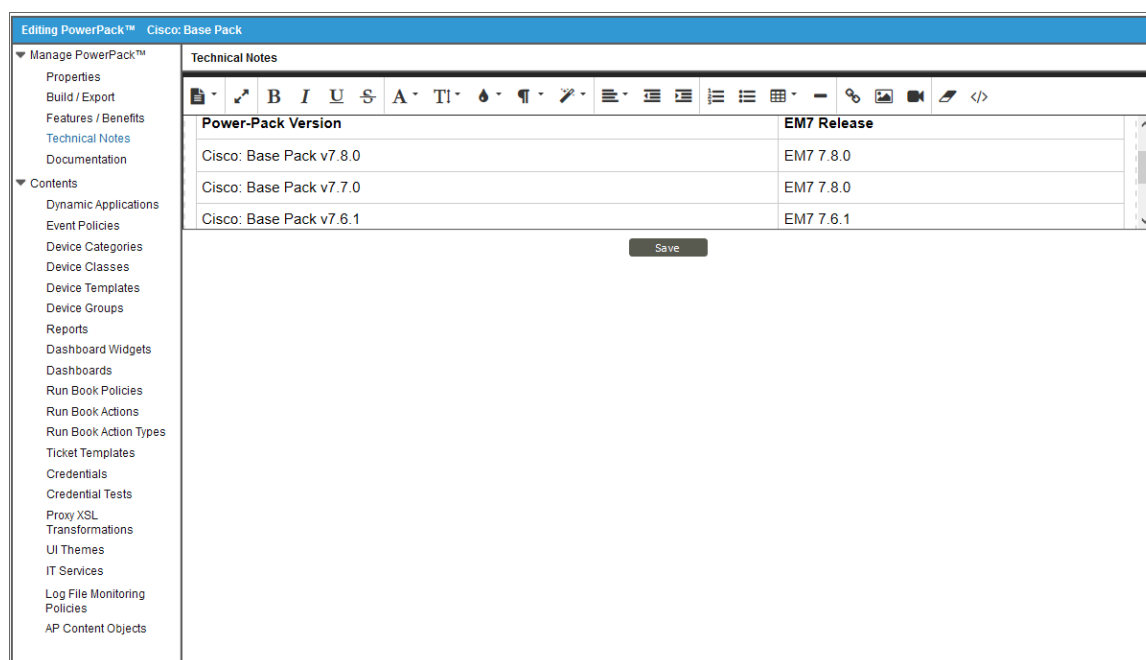 Editing PowerPack™ Cisco: Base Pack
Manage PowerPack™
Properties
Build / Export
Features / Benefits
Technical Notes
Documentation
Contents
Dynamic Applications
Event Policies
Device Categories
Device Classes
Device Templates
Device Groups
Reports
Dashboard Widgets
Dashboards
Run Book Policies
Run Book Actions
Run Book Action Types
Ticket Templates
Credentials
Credential Tests
Proxy XSL
Transformations
UI Themes
IT Services
Log File Monitoring
Policies
AP Content Objects
Technical Notes
B I U S A T
Power-Pack Version EM7 Release
Cisco: Base Pack v7.8.0 EM7 7.8.0
Cisco: Base Pack v7.7.0 EM7 7.8.0
Cisco: Base Pack v7.6.1 EM7 7.6.1
Save